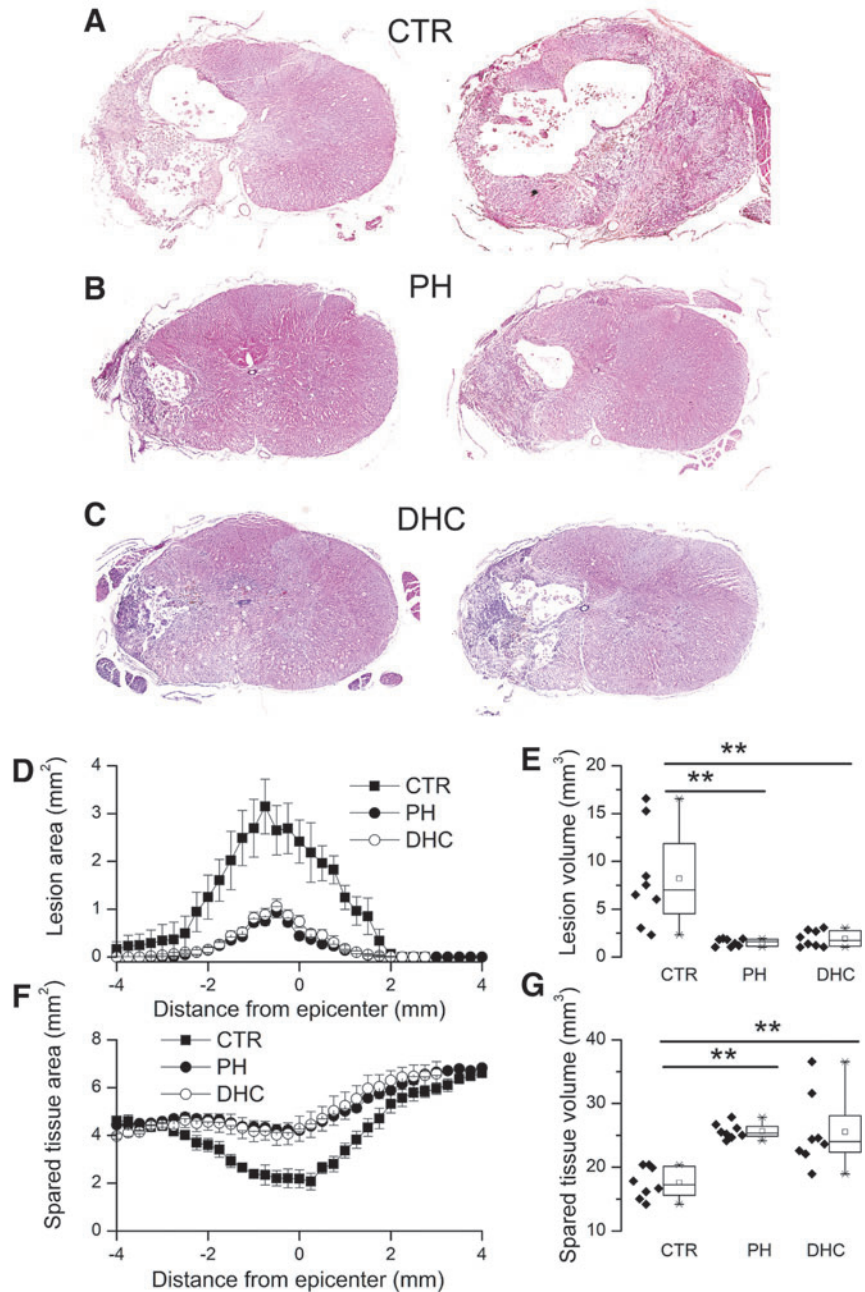 A
CTR
B
PH
C
DHC
D
Lesion area (mm²)
4
3
2
1
0
CTR
PH
DHC
-4
-2
0
2
4
Distance from epicenter (mm)
E
Lesion volume (mm³)
20
15
10
5
0
**
**
CTR
PH
DHC
F
Spared tissue area (mm²)
8
6
4
2
0
CTR
PH
DHC
-4
-2
0
2
4
Distance from epicenter (mm)
G
Spared tissue volume (mm³)
40
30
20
10
**
**
CTR
PH
DHC